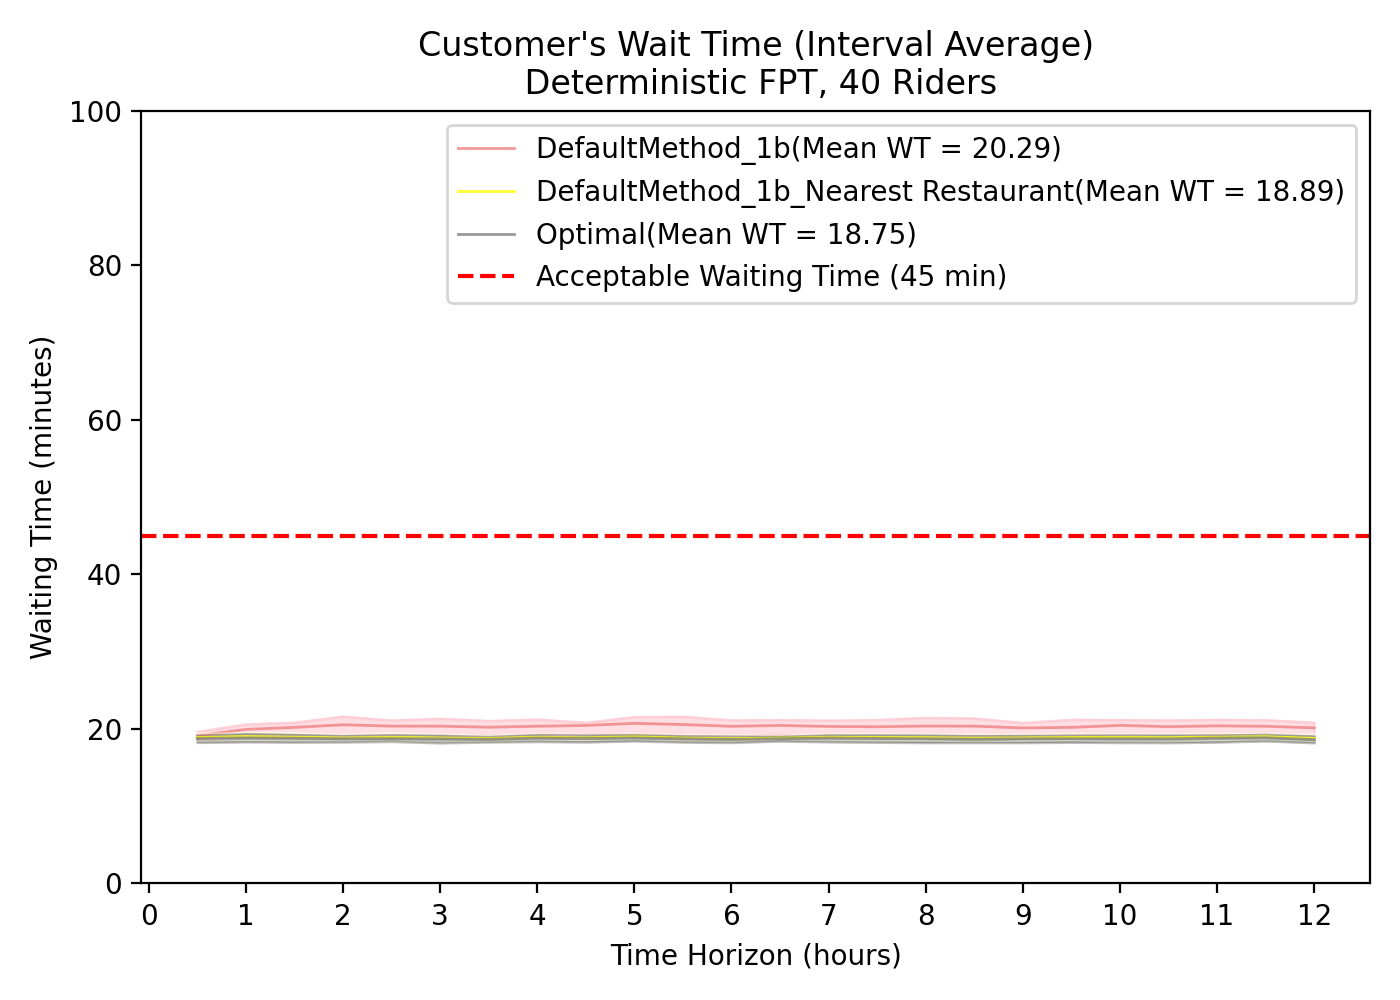 Customer's Wait Time (Interval Average)
Deterministic FPT, 40 Riders
DefaultMethod_1b(Mean WT = 20.29)
DefaultMethod_1b_Nearest Restaurant(Mean WT = 18.89)
Optimal(Mean WT = 18.75)
Acceptable Waiting Time (45 min)
Waiting Time (minutes)
100
80
60
40
20
0
0 1 2 3 4 5 6 7 8 9 10 11 12
Time Horizon (hours)